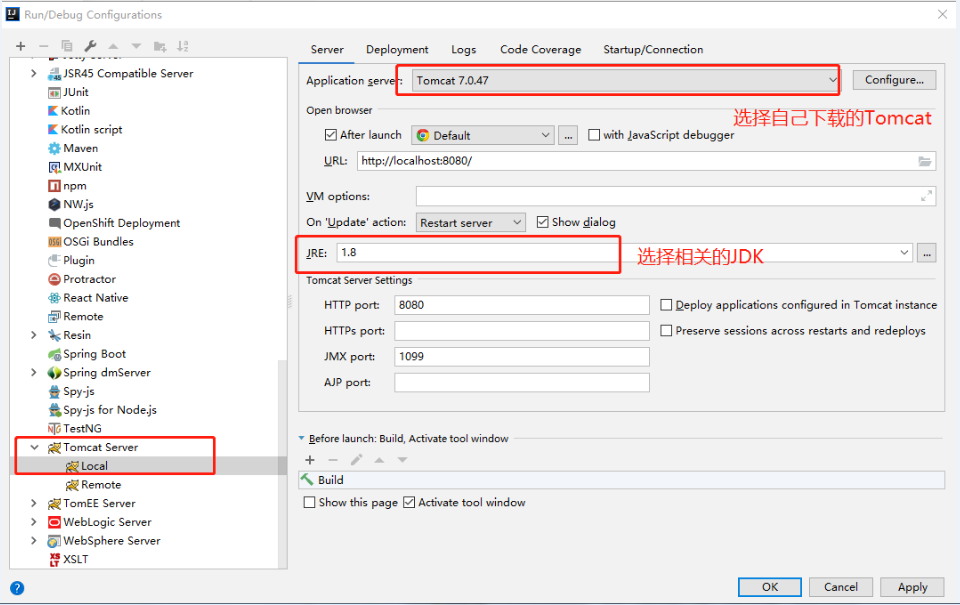 Run/Debug Configurations
JSR45 Compatible Server
JUnit
Kotlin
Kotlin script
Maven
MXUnit
npm
NW.js
OpenShift Deployment
OSGi Bundles
Plugin
Protractor
React Native
Remote
Resin
Spring Boot
Spring dmServer
Spy-js
Spy-js for Node.js
TestNG
Tomcat Server
Local
Remote
TomEE Server
WebLogic Server
WebSphere Server
XSLT
Server Deployment Logs Code Coverage Startup/Connection
Application server: Tomcat 7.0.47 Configure...
选择自己下载的Tomcat
Open browser
After launch Default ... with JavaScript debugger
URL: http://localhost:8080/
VM options:
On 'Update' action: Restart server Show dialog
JRE: 1.8 ...
选择相关的JDK
Tomcat Server Settings
HTTP port: 8080 Deploy applications configured in Tomcat instance
HTTPs port: Preserve sessions across restarts and redeploys
JMX port: 1099
AJP port:
Before launch: Build, Activate tool window
Build
Show this page Activate tool window
OK Cancel Apply